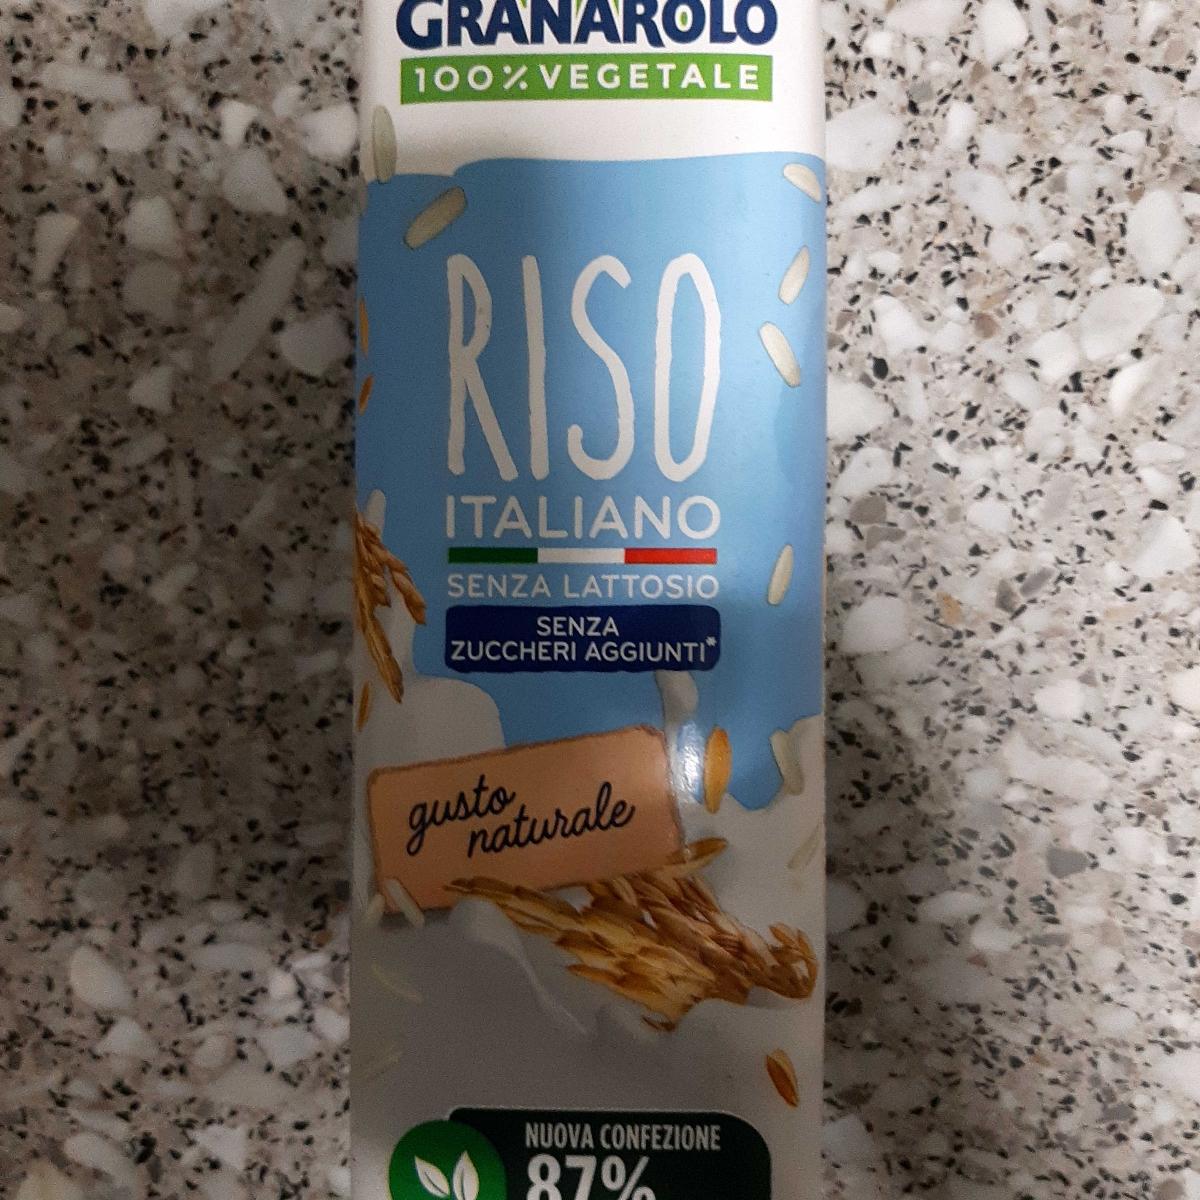 GRANAROLO
100% VEGETALE
RISO
ITALIANO
SENZA LATTOSIO
SENZA
ZUCCHERI AGGIUNTI*
gusto
naturale
NUOVA CONFEZIONE
87%